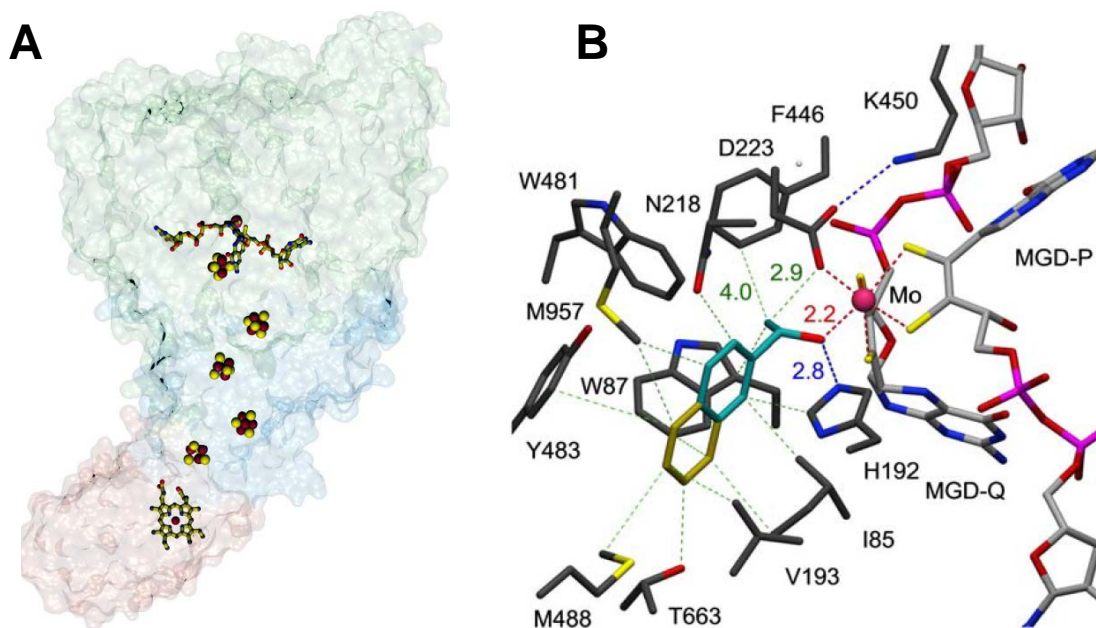 A
B
K450
F446
D223
W481
N218
MGD-P
2.9
4.0
Mo
M957
2.2
W87
2.8
Y483
H192
MGD-Q
I85
V193
M488
T663